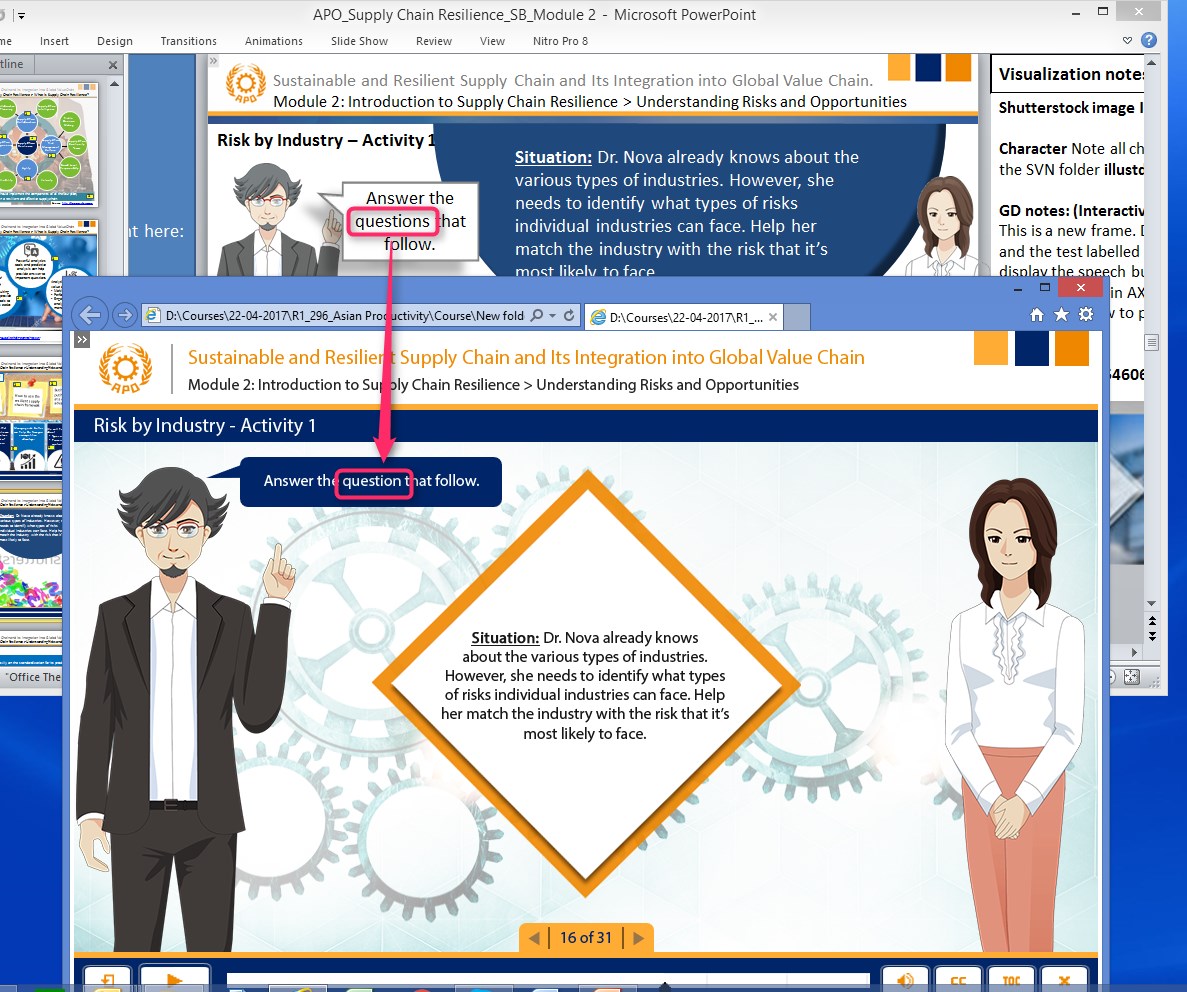 APO_Supply Chain Resilience_SB_Module 2 - Microsoft PowerPoint
Insert Design Transitions Animations Slide Show Review View Nitro Pro 8
Sustainable and Resilient Supply Chain and Its Integration into Global Value Chain.
Module 2: Introduction to Supply Chain Resilience > Understanding Risks and Opportunities
APO
Risk by Industry – Activity 1
Answer the
questions that
follow.
Situation: Dr. Nova already knows about the
various types of industries. However, she
needs to identify what types of risks
individual industries can face. Help her
match the industry with the risk that it's
most likely to face
here:
Visualization notes
Shutterstock image I
Character Note all ch
the SVN folder illustr
GD notes: (Interactiv
This is a new frame. D
and the test labelled
display the speech bu
in AX
w to p
54606
"Office The
D:\Courses\22-04-2017\R1_296_Asian Productivity\Course\New fold
D:\Courses\22-04-2017\R1_...
APO
Sustainable and Resilient Supply Chain and Its Integration into Global Value Chain
Module 2: Introduction to Supply Chain Resilience > Understanding Risks and Opportunities
Risk by Industry - Activity 1
Answer the question that follow.
Situation: Dr. Nova already knows
about the various types of industries.
However, she needs to identify what types
of risks individual industries can face. Help
her match the industry with the risk that it's
most likely to face.
16 of 31
CC TOC